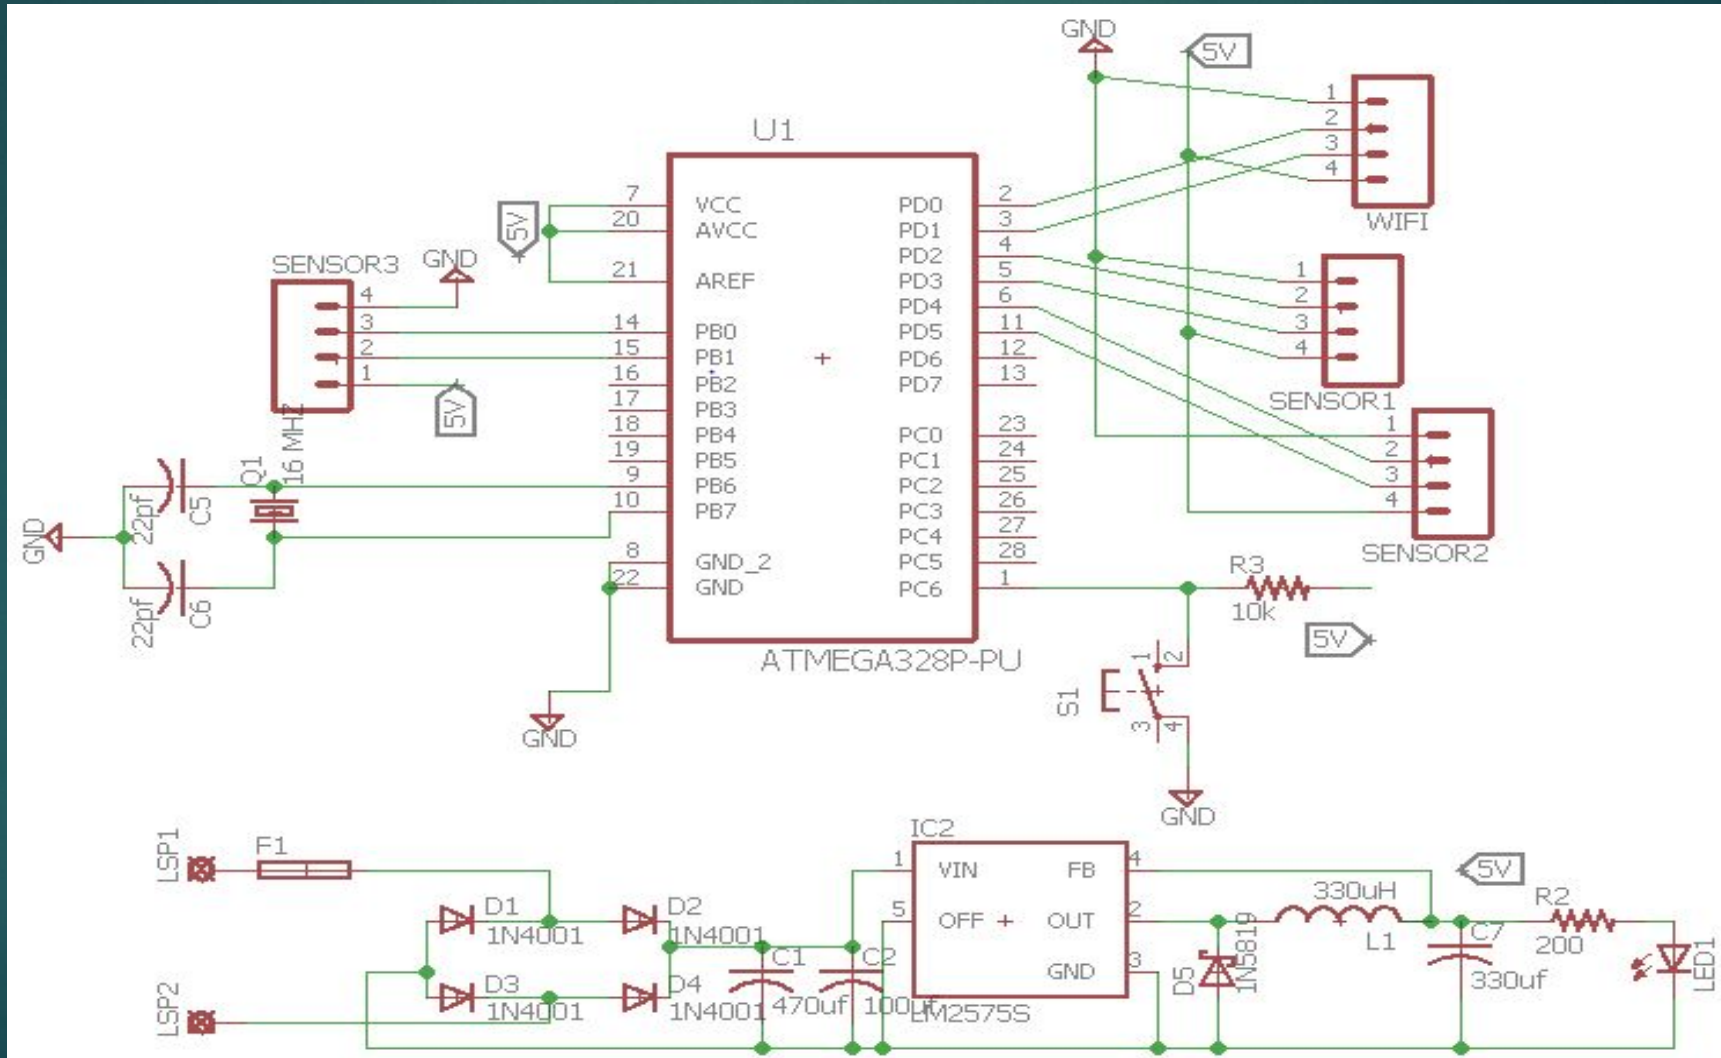 GND
5V
1
2
3
4
WIFI
U1
7 VCC PD0 2
20 AVCC PD1 3
PD2 4
21 AREF PD3 5
PD4 6
14 PB0 PD5 11
15 PB1 PD6 12
16 PB2 PD7 13
17 PB3
18 PB4 PC0 23
19 PB5 PC1 24
9 PB6 PC2 25
10 PB7 PC3 26
PC4 27
8 GND_2 PC5 28
22 GND PC6 1
ATMEGA328P-PU
5V
SENSOR3
GND
4
3
2
1
5V
1
2
3
4
SENSOR1
1
2
3
4
SENSOR2
Q1
16 MHZ
22pf
C5
GND
22pf
C6
GND
R3
10k
5V
S1
1
2
3
4
GND
LSP1
F1
LSP2
D1
1N4001
D2
1N4001
D3
1N4001
D4
1N4001
C1
470uf
C2
100uf
IC2
1 VIN FB 4
5 OFF OUT 2
GND 3
LM2575S
D5
1N5819
330uH
L1
5V
C7
330uf
R2
200
LED1